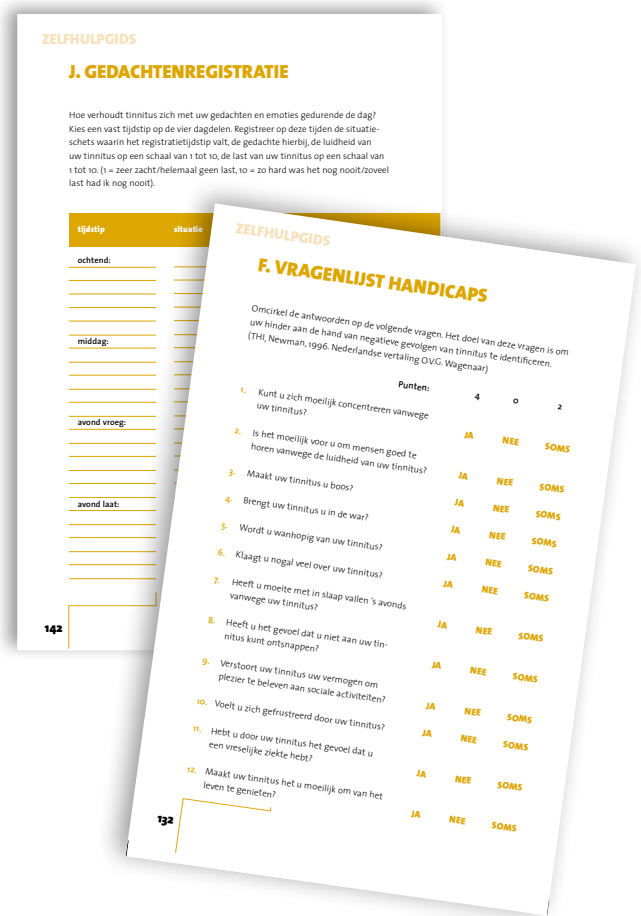 ZELFHULPGIDS
J. GEDACHTENREGISTRATIE
Hoe verhoudt tinnitus zich met uw gedachten en emoties gedurende de dag?
Kies een vast tijdstip op de vier dagdelen. Registreer op deze tijden de situatie-
schets waarin het registratietijdstip valt, de gedachte hierbij, de luidheid van
uw tinnitus op een schaal van 1 tot 10, de last van uw tinnitus op een schaal van
1 tot 10. (1 = zeer zacht/helemaal geen last, 10 = zo hard was het nog nooit/zoveel
last had ik nog nooit).
tijdstip situatie
ochtend:
middag:
avond vroeg:
avond laat:
142
ZELFHULPGIDS
F. VRAGENLIJST HANDICAPS
Omcirkel de antwoorden op de volgende vragen. Het doel van deze vragen is om
uw hinder aan de hand van negatieve gevolgen van tinnitus te identificeren.
(THI, Newman, 1996. Nederlandse vertaling O.V.G. Wagenaar)
Punten: 4 0 2
1. Kunt u zich moeilijk concentreren vanwege
uw tinnitus? JA NEE SOMS
2. Is het moeilijk voor u om mensen goed te
horen vanwege de luidheid van uw tinnitus? JA NEE SOMS
3. Maakt uw tinnitus u boos? JA NEE SOMS
4. Brengt uw tinnitus u in de war? JA NEE SOMS
5. Wordt u wanhopig van uw tinnitus? JA NEE SOMS
6. Klaagt u nogal veel over uw tinnitus? JA NEE SOMS
7. Heeft u moeite met in slaap vallen 's avonds
vanwege uw tinnitus? JA NEE SOMS
8. Heeft u het gevoel dat u niet aan uw tin-
nitus kunt ontsnappen? JA NEE SOMS
9. Verstoort uw tinnitus uw vermogen om
plezier te beleven aan sociale activiteiten? JA NEE SOMS
10. Voelt u zich gefrustreerd door uw tinnitus? JA NEE SOMS
11. Hebt u door uw tinnitus het gevoel dat u
een vreselijke ziekte hebt? JA NEE SOMS
12. Maakt uw tinnitus het u moeilijk om van het
leven te genieten? JA NEE SOMS
132